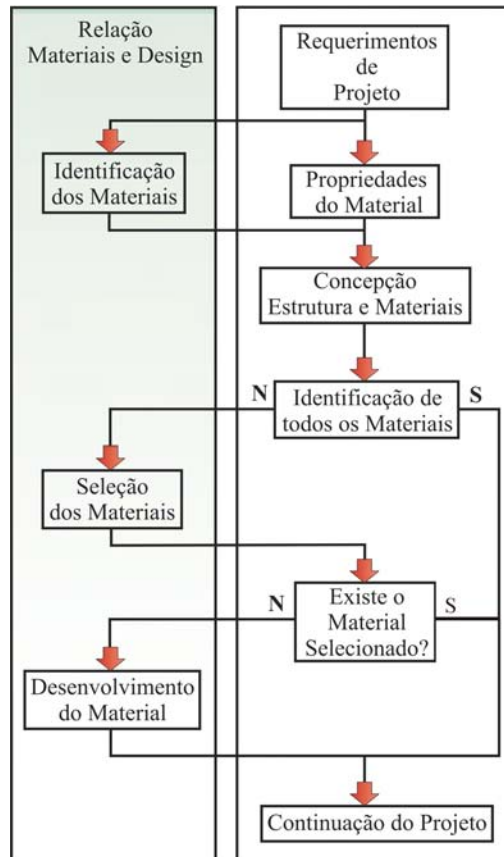 Relação
Materiais e Design
Requerimentos
de
Projeto
Identificação
dos Materiais
Propriedades
do Material
Concepção
Estrutura e Materiais
N
Identificação de
todos os Materiais
S
Seleção
dos Materiais
N
Existe o
Material
Selecionado?
S
Desenvolvimento
do Material
Continuação do Projeto